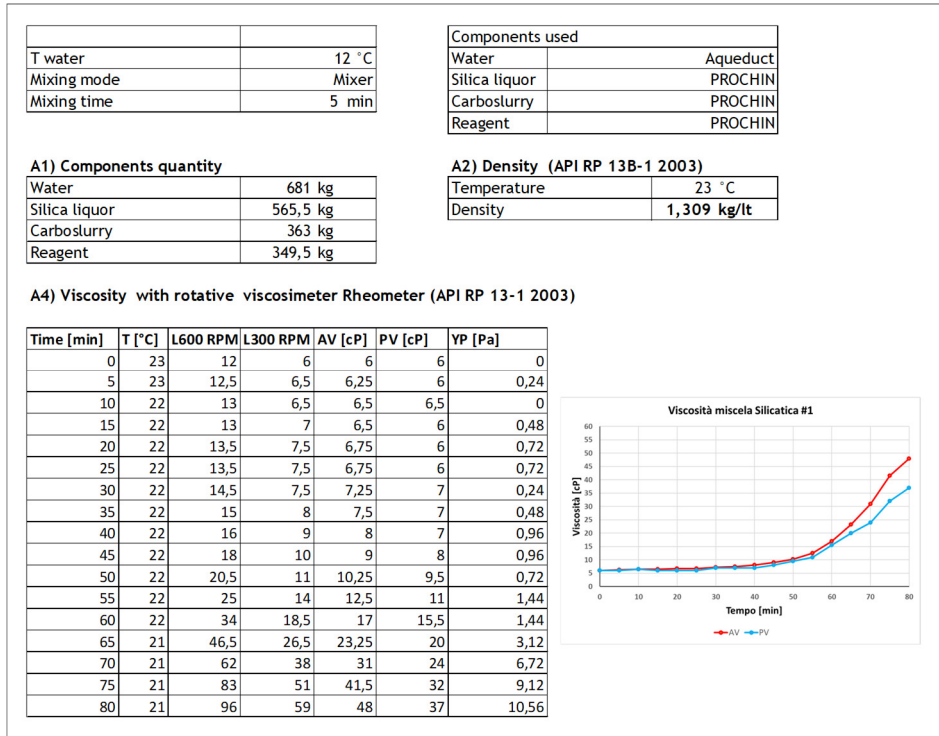 T water 12 °C
Mixing mode Mixer
Mixing time 5 min
Components used
Water Aqueduct
Silica liquor PROCHIN
Carboslurry PROCHIN
Reagent PROCHIN
A1) Components quantity
Water 681 kg
Silica liquor 565,5 kg
Carboslurry 363 kg
Reagent 349,5 kg
A2) Density (API RP 13B-1 2003)
Temperature 23 °C
Density 1,309 kg/lt
A4) Viscosity with rotative viscosimeter Rheometer (API RP 13-1 2003)
Time [min] T [°C] L600 RPM L300 RPM AV [cP] PV [cP] YP [Pa]
0 23 12 6 6 6 0
5 23 12,5 6,5 6,25 6 0,24
10 22 13 6,5 6,5 6,5 0
15 22 13 7 6,5 6 0,48
20 22 13,5 7,5 6,75 6 0,72
25 22 13,5 7,5 6,75 6 0,72
30 22 14,5 7,5 7,25 7 0,24
35 22 15 8 7,5 7 0,48
40 22 16 9 8 7 0,96
45 22 18 10 9 8 0,96
50 22 20,5 11 10,25 9,5 0,72
55 22 25 14 12,5 11 1,44
60 22 34 18,5 17 15,5 1,44
65 21 46,5 26,5 23,25 20 3,12
70 21 62 38 31 24 6,72
75 21 83 51 41,5 32 9,12
80 21 96 59 48 37 10,56
Viscosità miscela Silicatica #1
Viscosità [cP]
60
55
50
45
40
35
30
25
20
15
10
5
0
0 10 20 30 40 50 60 70 80
Tempo [min]
AV PV